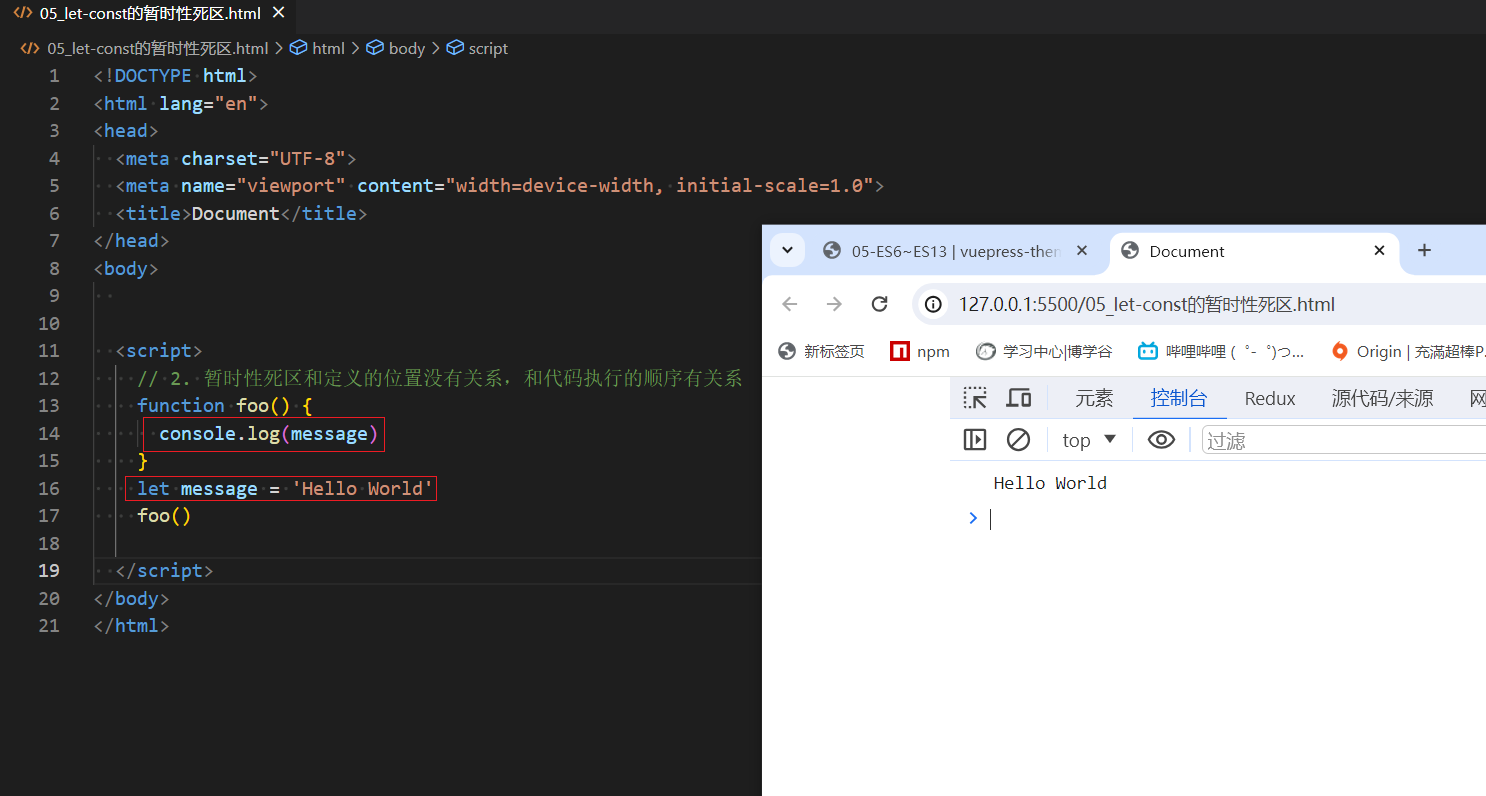 05_let-const的暂时性死区.html
05_let-const的暂时性死区.html > html > body > script
1 <!DOCTYPE html>
2 <html lang="en">
3 <head>
4 <meta charset="UTF-8">
5 <meta name="viewport" content="width=device-width, initial-scale=1.0">
6 <title>Document</title>
7 </head>
8 <body>
9
10
11 <script>
12 // 2. 暂时性死区和定义的位置没有关系，和代码执行的顺序有关系
13 function foo() {
14 console.log(message)
15 }
16 let message = 'Hello World'
17 foo()
18
19 </script>
20 </body>
21 </html>
05-ES6~ES13 | vuepress-then
Document
127.0.0.1:5500/05_let-const的暂时性死区.html
新标签页 npm 学习中心|博学谷 哔哩哔哩 (゜-゜)つ... Origin | 充满超棒P
元素 控制台 Redux 源代码/来源 网
top 过滤
Hello World
>